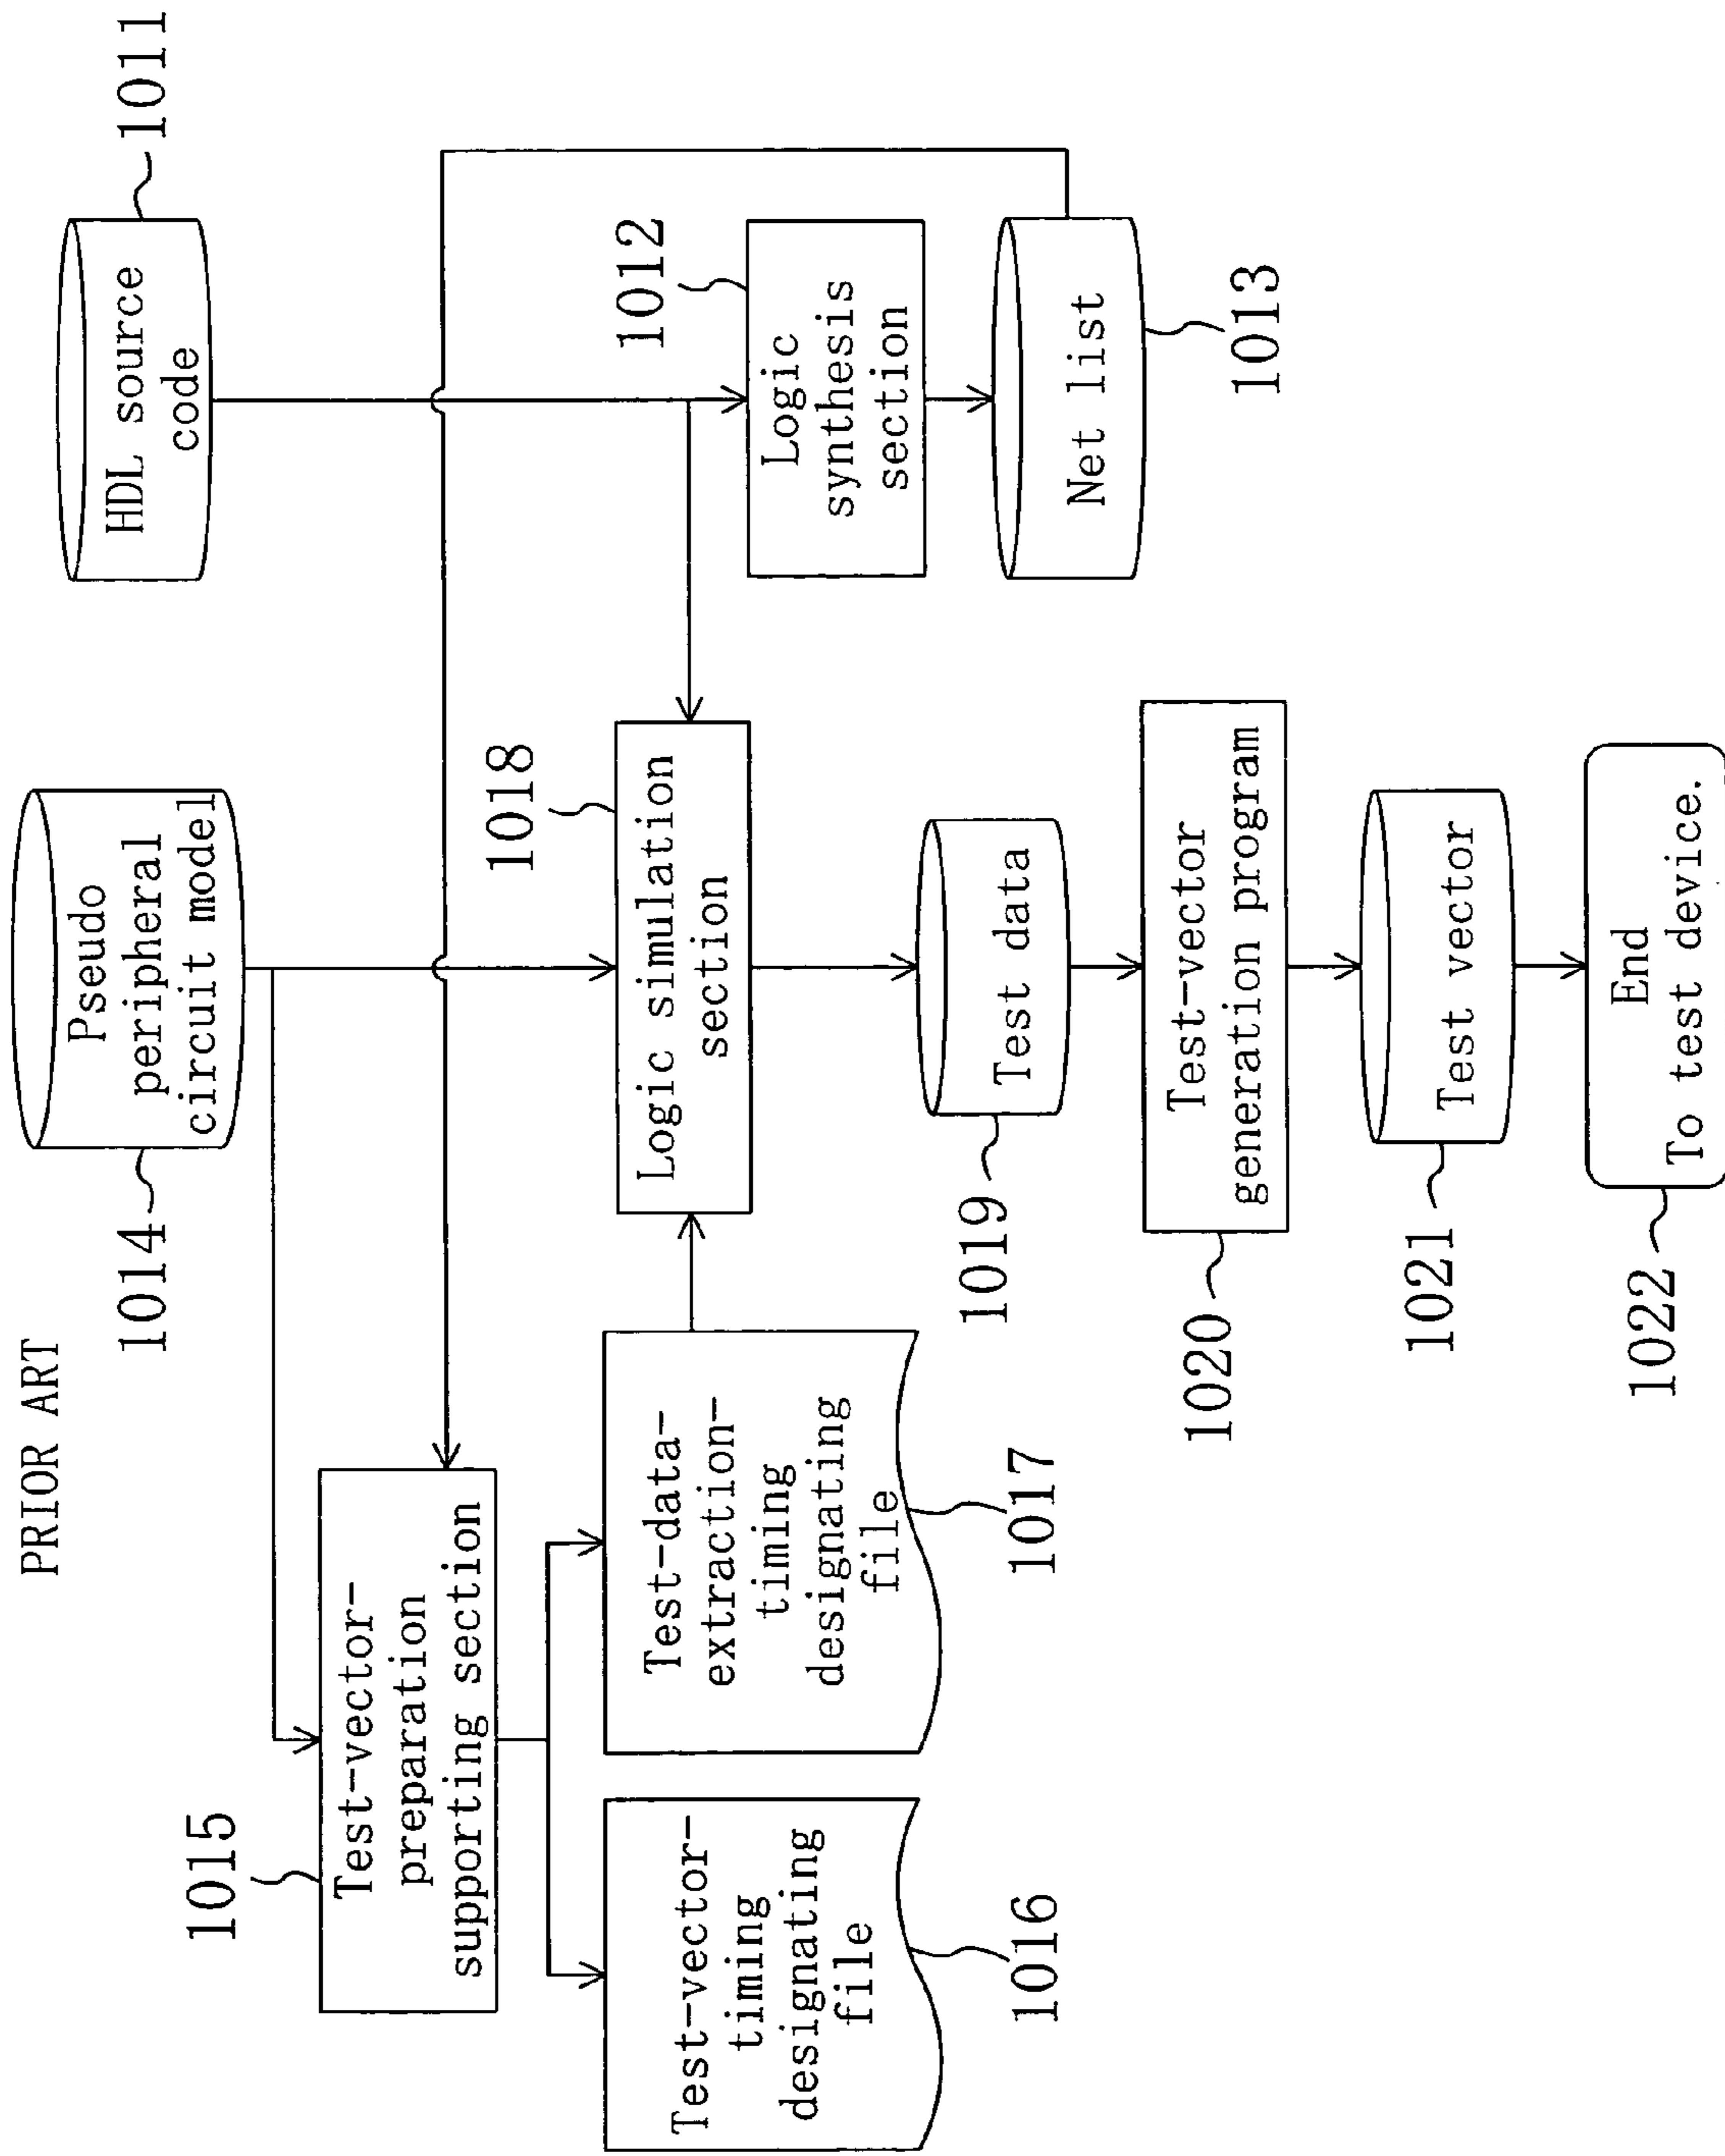 PRIOR ART
1014
Pseudo
peripheral
circuit model
HDL source
code
1011
1015
Test-vector-
preparation
supporting section
1018
Logic simulation
section
1012
Logic
synthesis
section
Test-vector-
timing
designating
file
1016
Test-data-
extraction-
timing
designating
file
1017
1019
Test data
Net list
1013
1020
Test-vector
generation program
1021
Test vector
1022
End
To test device.